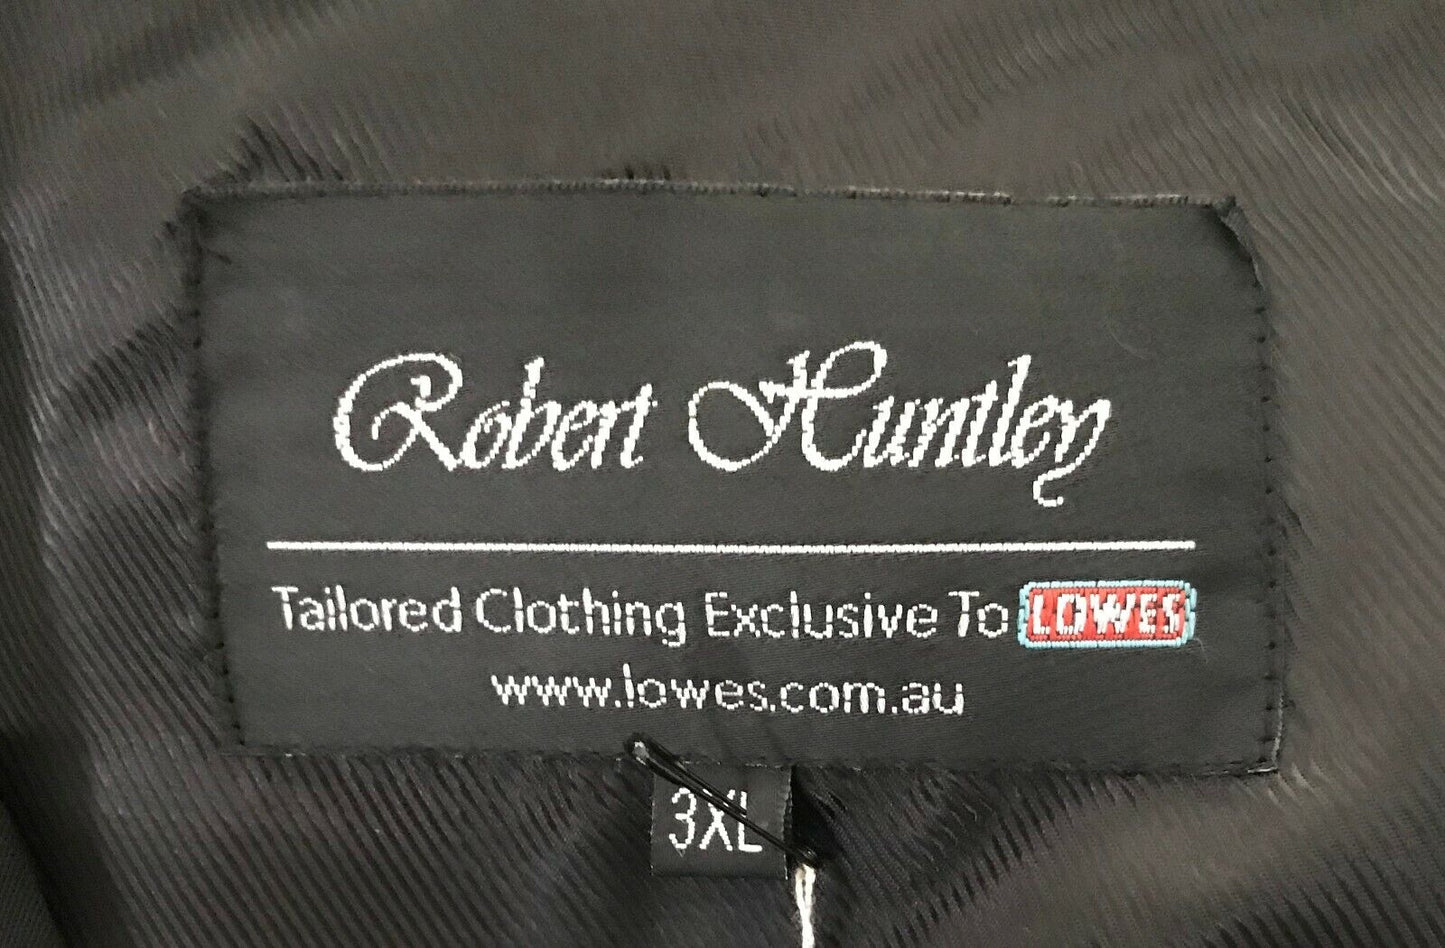 Robert Huntley
Tailored Clothing Exclusive To LOWES
www.lowes.com.au
3XL